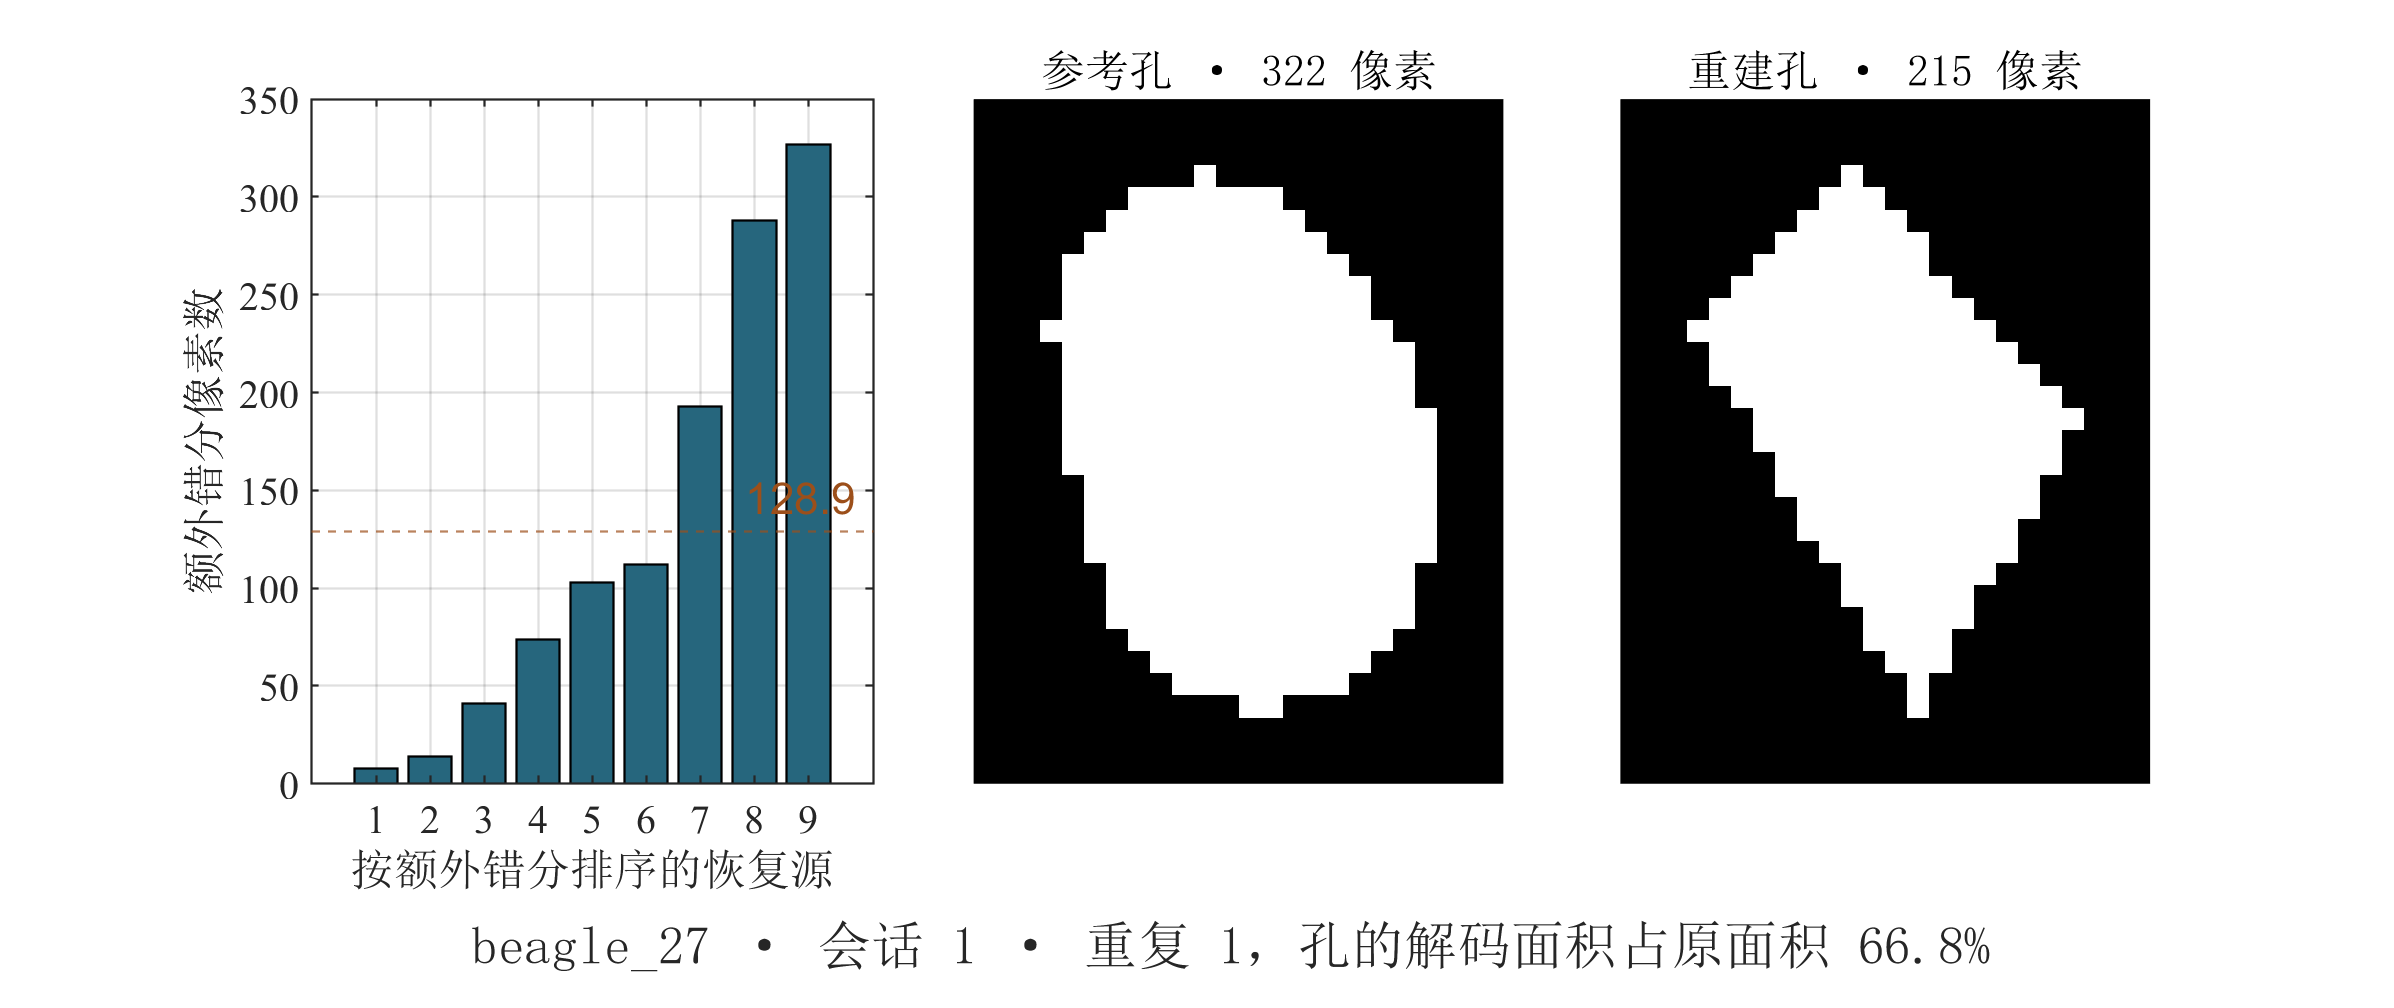 参考孔 • 322 像素
重建孔 • 215 像素
350
300
250
200
150
100
50
0
额外错分像素数
128.9
1 2 3 4 5 6 7 8 9
按额外错分排序的恢复源
beagle_27 • 会话 1 • 重复 1, 孔的解码面积占原面积 66.8%